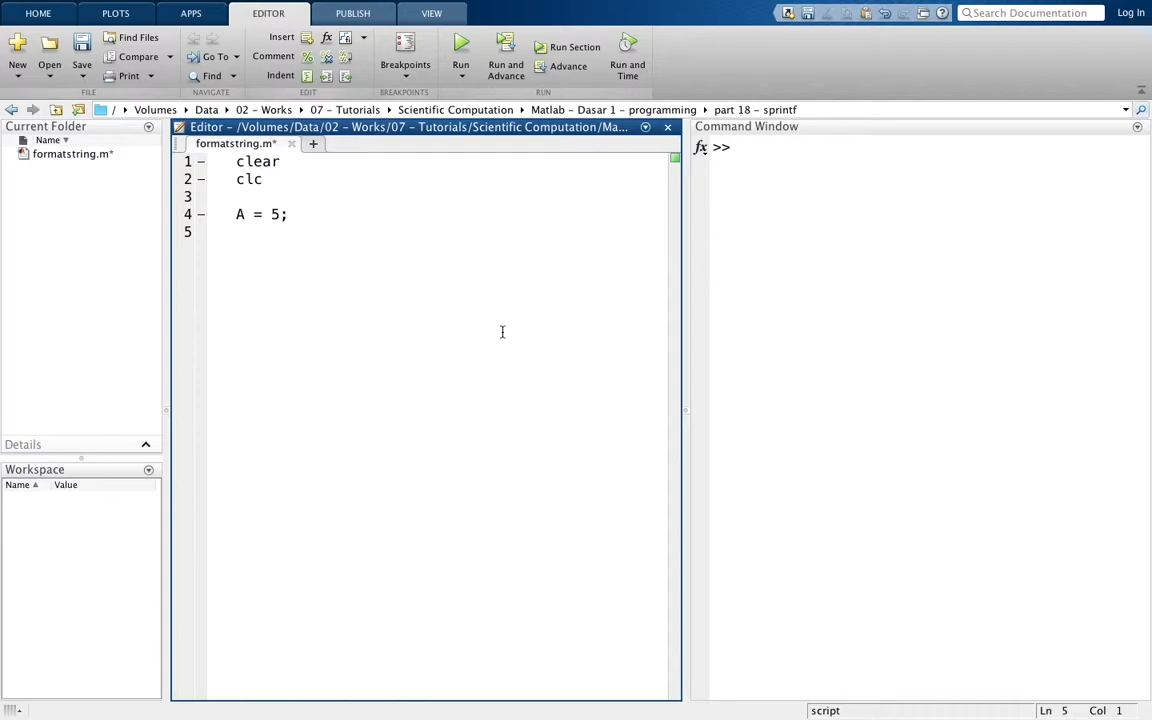 HOME PLOTS APPS EDITOR PUBLISH VIEW Search Documentation Log In
New Open Save Find Files Compare Print Go To Find Insert fx Comment Indent Breakpoints Run Run and Advance Run Section Advance Run and Time
FILE NAVIGATE EDIT BREAKPOINTS RUN
/ Volumes Data 02 – Works 07 – Tutorials Scientific Computation Matlab – Dasar 1 – programming part 18 – sprintf
Current Folder
Name
formatstring.m*
Details
Workspace
Name Value
Editor – /Volumes/Data/02 – Works/07 – Tutorials/Scientific Computation/Ma...
formatstring.m*
1 – clear
2 – clc
3
4 – A = 5;
5
Command Window
fx >>
script Ln 5 Col 1